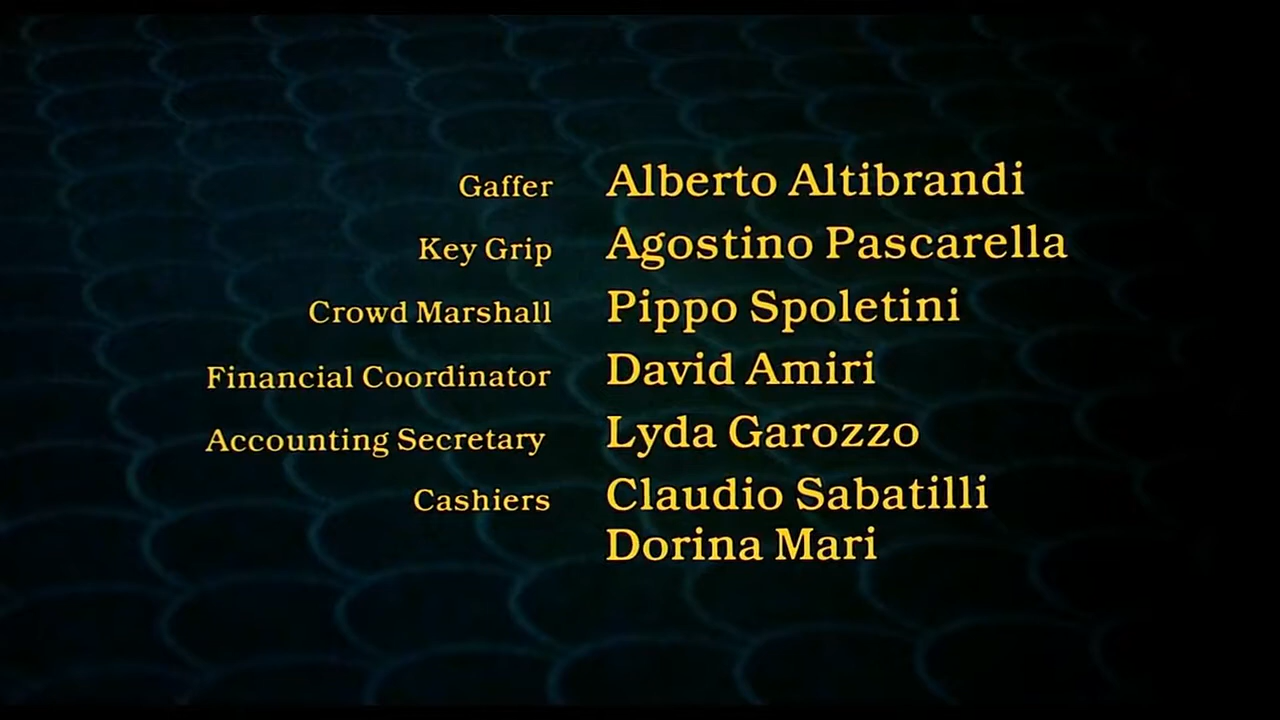 Gaffer Alberto Altibrandi
Key Grip Agostino Pascarella
Crowd Marshall Pippo Spoletini
Financial Coordinator David Amiri
Accounting Secretary Lyda Garozzo
Cashiers Claudio Sabatilli
Dorina Mari